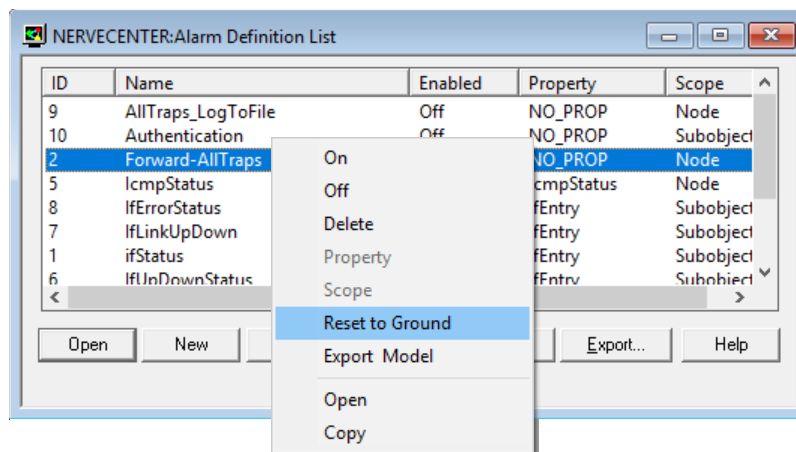 NERVECENTER:Alarm Definition List
ID Name Enabled Property Scope
9 AllTraps_LogToFile Off NO_PROP Node
10 Authentication Off NO_PROP Subobject
2 Forward-AllTraps NO_PROP Node
5 IcmpStatus IcmpStatus Node
8 IfErrorStatus ifEntry Subobject
7 IfLinkUpDown ifEntry Subobject
1 ifStatus ifEntry Subobject
6 IfUpDownStatus ifEntry Subobject
On
Off
Delete
Property
Scope
Reset to Ground
Export Model
Open
Copy
Open New Export... Help